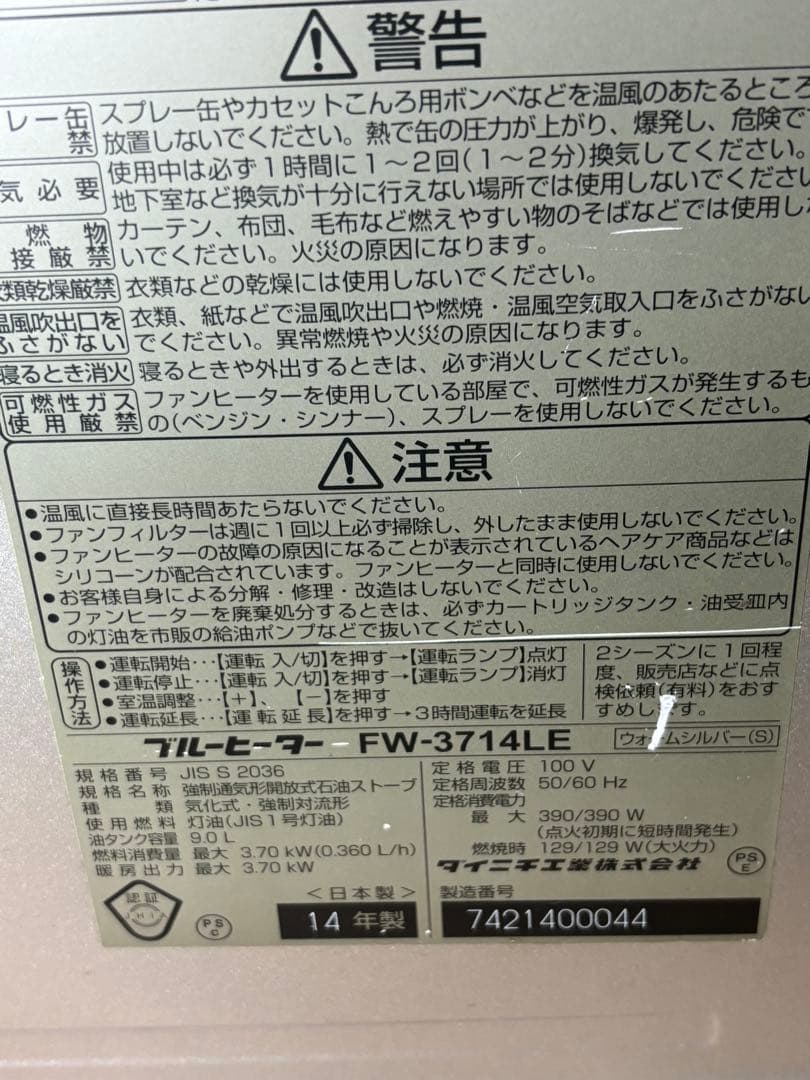 警告
レー缶
禁
スプレー缶やカセットこんろ用ボンベなどを温風のあたるところ
放置しないでください。熱で缶の圧力が上がり、爆発し、危険で
気必要
使用中は必ず1時間に1～2回(1～2分)換気してください。
地下室など換気が十分に行えない場所では使用しないでください
燃物
接厳禁
カーテン、布団、毛布など燃えやすい物のそばなどでは使用し
いでください。火災の原因になります。
類乾燥厳禁
衣類などの乾燥には使用しないでください。
温風吹出口を
ふさがない
衣類、紙などで温風吹出口や燃焼・温風空気取入口をふさがない
でください。異常燃焼や火災の原因になります。
寝るとき消火
寝るときや外出するときは、必ず消火してください。
可燃性ガス
使用厳禁
ファンヒーターを使用している部屋で、可燃性ガスが発生するも
の(ベンジン・シンナー)、スプレーを使用しないでください。
注意
●温風に直接長時間あたらないでください。
●ファンフィルターは週に1回以上必ず掃除し、外したまま使用しないでください。
●ファンヒーターの故障の原因になることが表示されているヘアケア商品などは
シリコーンが配合されています。ファンヒーターと同時に使用しないでください。
●お客様自身による分解・修理・改造はしないでください。
●ファンヒーターを廃棄処分するときは、必ずカートリッジタンク・油受皿内
の灯油を市販の給油ポンプなどで抜いてください。
操作方法
●運転開始…【運転 入/切】を押す→【運転ランプ】点灯
●運転停止…【運転 入/切】を押す→【運転ランプ】消灯
●室温調整…【+】、【-】を押す
●運転延長…【運転延長】を押す→3時間運転を延長
2シーズンに1回程
度、販売店などに点
検依頼(有料)をおす
すめします。
ブルーヒーター FW-3714LE
ウォームシルバー(S)
規格番号 JIS S 2036
規格名称 強制通気形開放式石油ストーブ
種類 気化式・強制対流形
使用燃料 灯油(JIS1号灯油)
油タンク容量 9.0 L
燃料消費量 最大 3.70 kW(0.360 L/h)
暖房出力 最大 3.70 kW
定格電圧 100 V
定格周波数 50/60 Hz
定格消費電力
最大 390/390 W
(点火初期に短時間発生)
燃焼時 129/129 W(大火力)
ダイニチ工業株式会社
PS
E
認証
JHIA
PS
C
<日本製>
14 年製
製造番号
7421400044